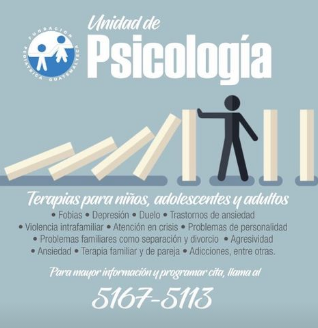 Unidad de
Psicología
Terapias para niños, adolescentes y adultos
• Fobias • Depresión • Duelo • Trastornos de ansiedad
• Violencia intrafamiliar • Atención en crisis • Problemas de personalidad
• Problemas familiares como separación y divorcio • Agresividad
• Ansiedad • Terapia familiar y de pareja • Adicciones, entre otras.
Para mayor información y programar cita, llama al
5167-5113